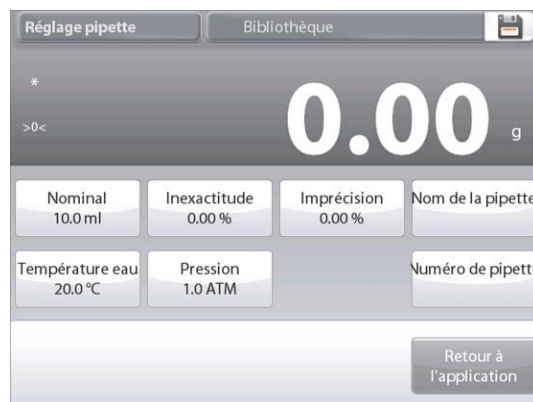 Réglage pipette Bibliothèque
*
>0<
0.00 g
Nominal Inexactitude Imprécision Nom de la pipette
10.0 ml 0.00 % 0.00 %
Température eau Pression Numéro de pipett
20.0 °C 1.0 ATM
Retour à
l'application